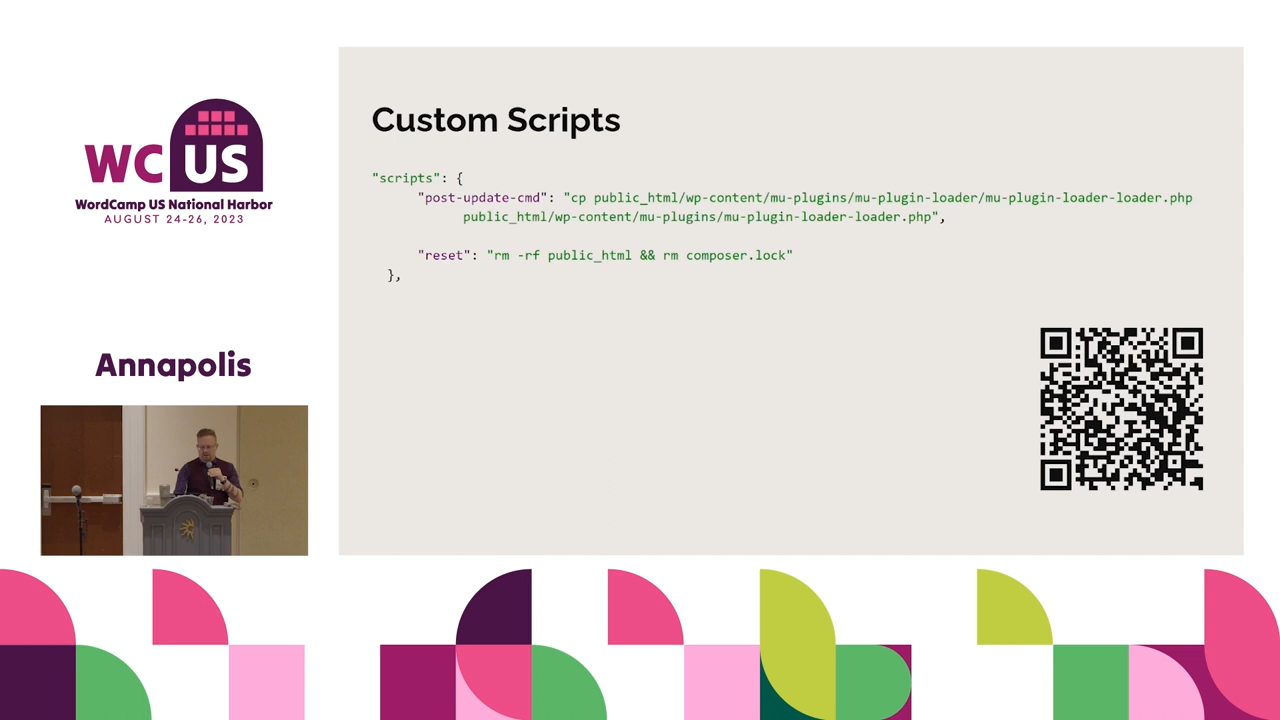 WC US
WordCamp US National Harbor
AUGUST 24-26, 2023
Annapolis
Custom Scripts
"scripts": {
"post-update-cmd": "cp public_html/wp-content/mu-plugins/mu-plugin-loader/mu-plugin-loader-loader.php
public_html/wp-content/mu-plugins/mu-plugin-loader-loader.php",
"reset": "rm -rf public_html && rm composer.lock"
},